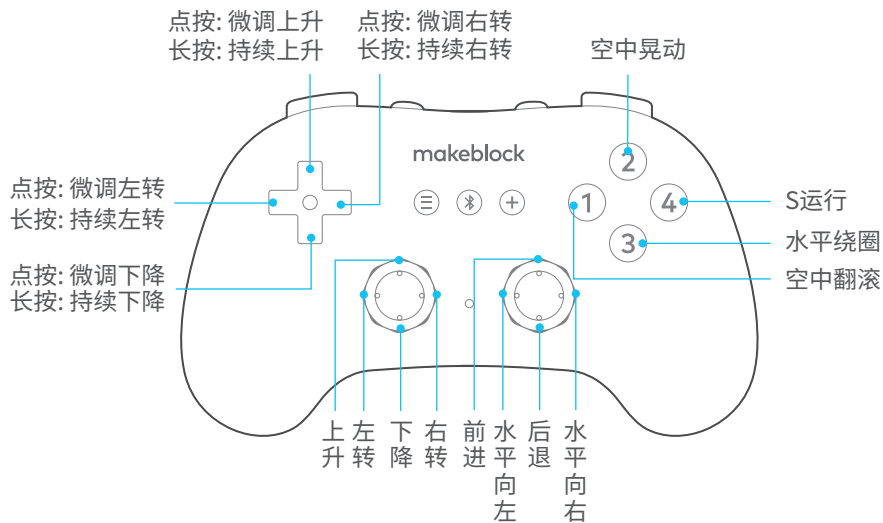 点按: 微调上升
长按: 持续上升
点按: 微调右转
长按: 持续右转
空中晃动
makeblock
点按: 微调左转
长按: 持续左转
2
1
4
3
S运行
水平绕圈
空中翻滚
点按: 微调下降
长按: 持续下降
上升
左转
下降
右转
前进
水平向左
后退
水平向右